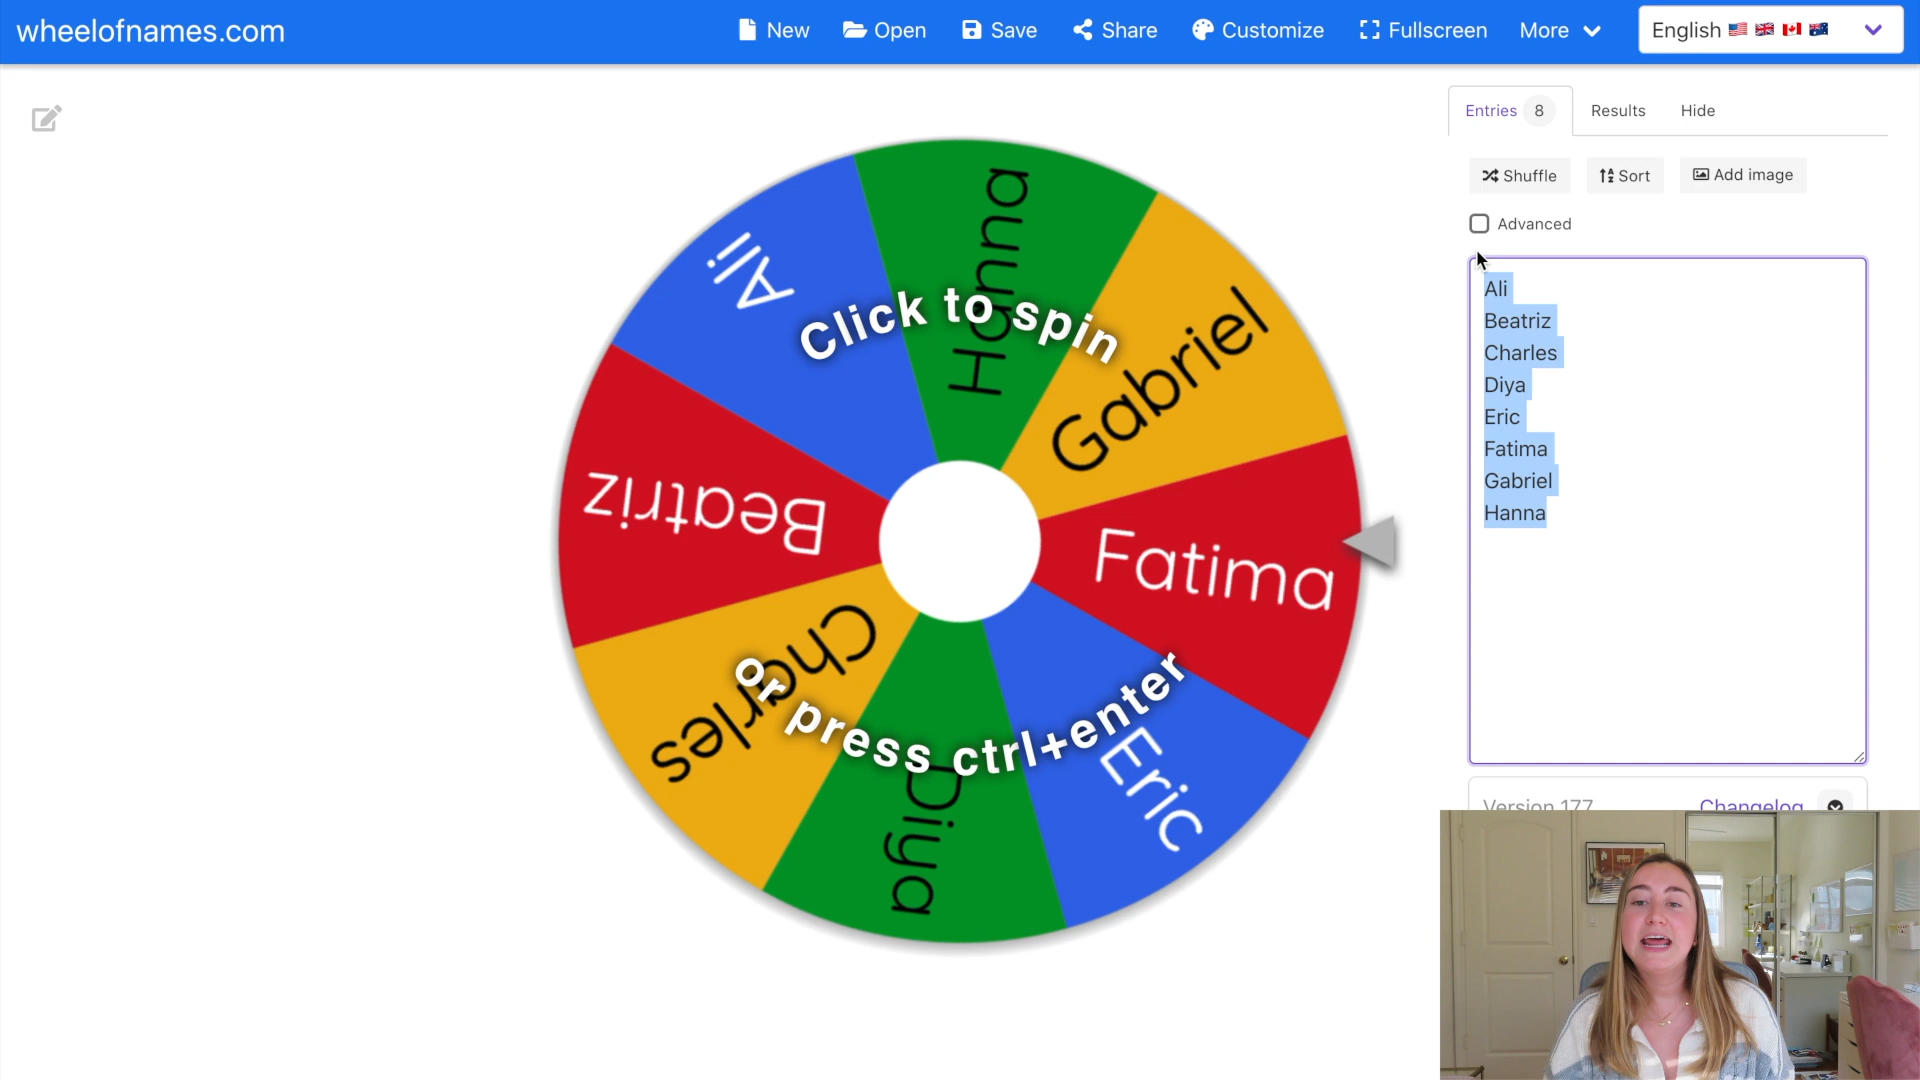 wheelofnames.com
New
Open
Save
Share
Customize
Fullscreen
More
English
Entries 8
Results
Hide
Shuffle
Sort
Add image
Advanced
Ali
Beatriz
Charles
Diya
Eric
Fatima
Gabriel
Hanna
Version 177
Changelog
Click to spin
or press ctrl+enter
Hanna
Gabriel
Fatima
Eric
Diya
Charles
Beatriz
Ali